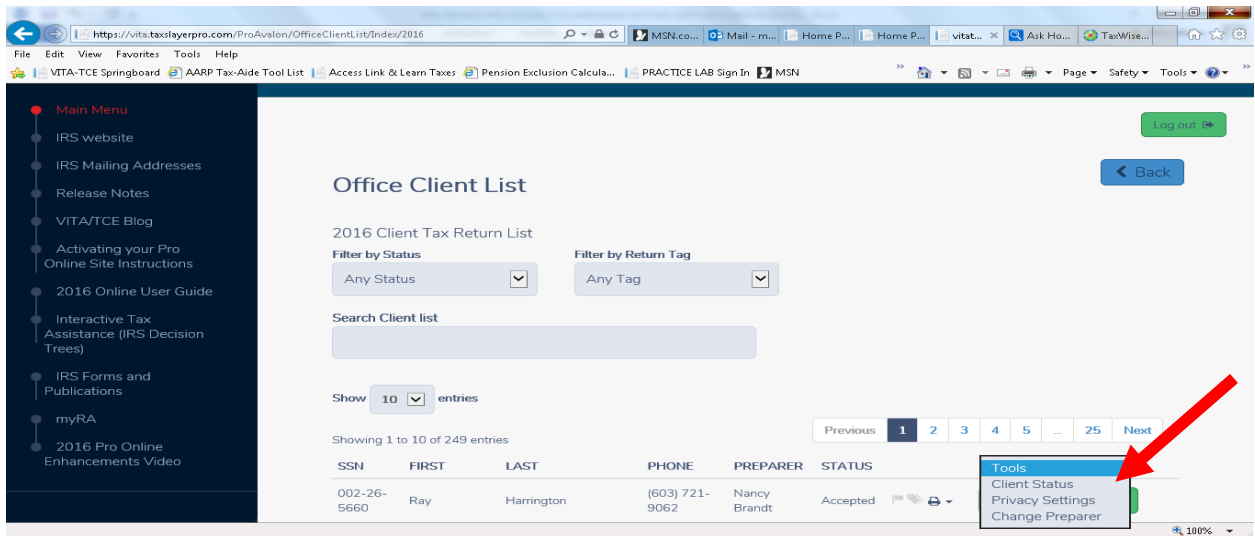 https://vita.taxslayerpro.com/ProAvalon/OfficeClientList/Index/2016
MSN.co...
Mail - m...
Home P...
Home P...
vitat...
Ask Ho...
TaxWise...
File Edit View Favorites Tools Help
VITA-TCE Springboard AARP Tax-Aide Tool List Access Link & Learn Taxes Pension Exclusion Calcula... PRACTICE LAB Sign In MSN
Page Safety Tools
Main Menu
IRS website
IRS Mailing Addresses
Release Notes
VITA/TCE Blog
Activating your Pro
Online Site Instructions
2016 Online User Guide
Interactive Tax
Assistance (IRS Decision
Trees)
IRS Forms and
Publications
myRA
2016 Pro Online
Enhancements Video
Log out
Back
Office Client List
2016 Client Tax Return List
Filter by Status Filter by Return Tag
Any Status Any Tag
Search Client list
Show 10 entries
Previous 1 2 3 4 5 ... 25 Next
Showing 1 to 10 of 249 entries
SSN FIRST LAST PHONE PREPARER STATUS
002-26-
5660
Ray
Harrington
(603) 721-
9062
Nancy
Brandt
Accepted
Tools
Client Status
Privacy Settings
Change Preparer
100%